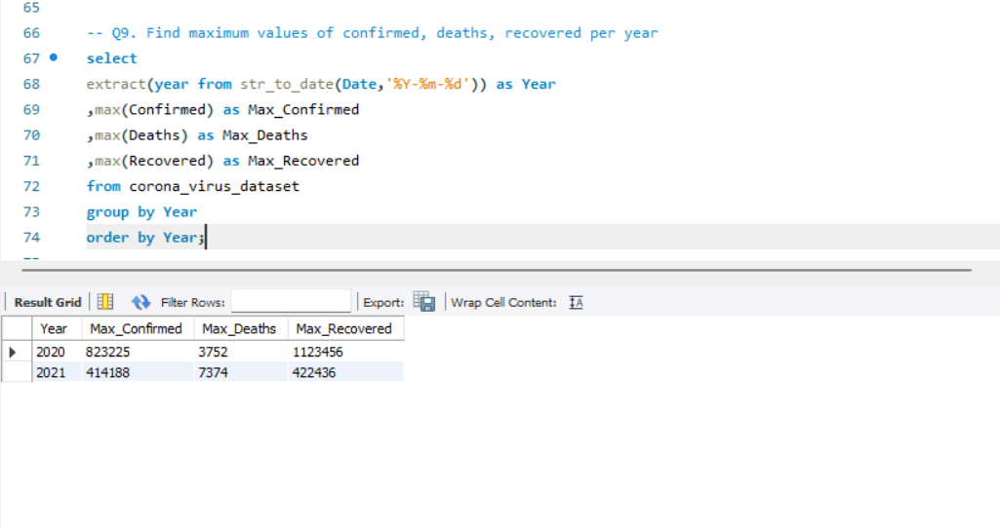 65
66 -- Q9. Find maximum values of confirmed, deaths, recovered per year
67 select
68 extract(year from str_to_date(Date,'%Y-%m-%d')) as Year
69 ,max(Confirmed) as Max_Confirmed
70 ,max(Deaths) as Max_Deaths
71 ,max(Recovered) as Max_Recovered
72 from corona_virus_dataset
73 group by Year
74 order by Year;
Result Grid Filter Rows: Export: Wrap Cell Content: IA
Year Max_Confirmed Max_Deaths Max_Recovered
2020 823225 3752 1123456
2021 414188 7374 422436